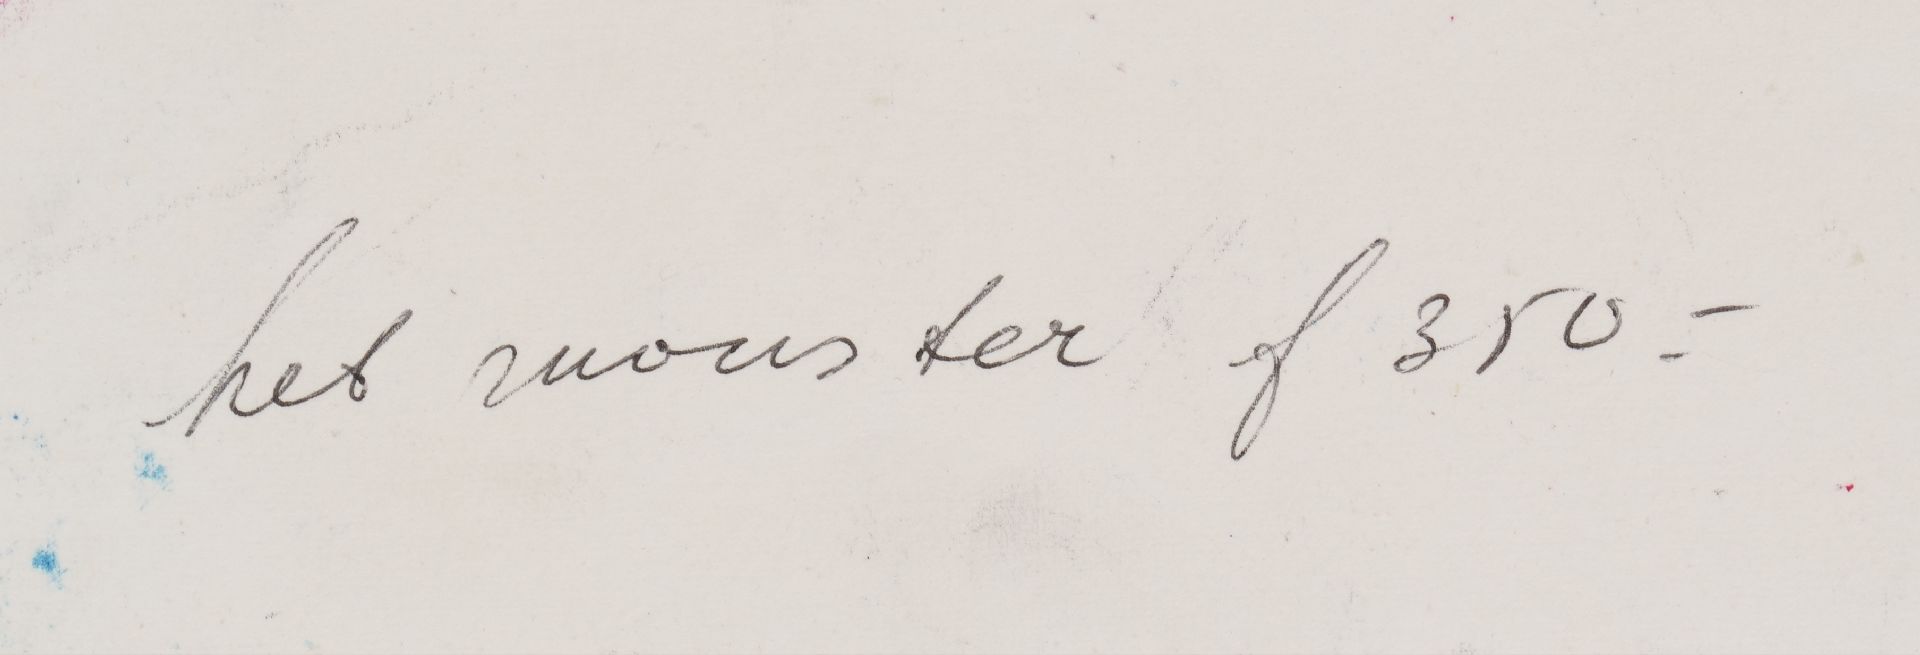 het monster f 350.-